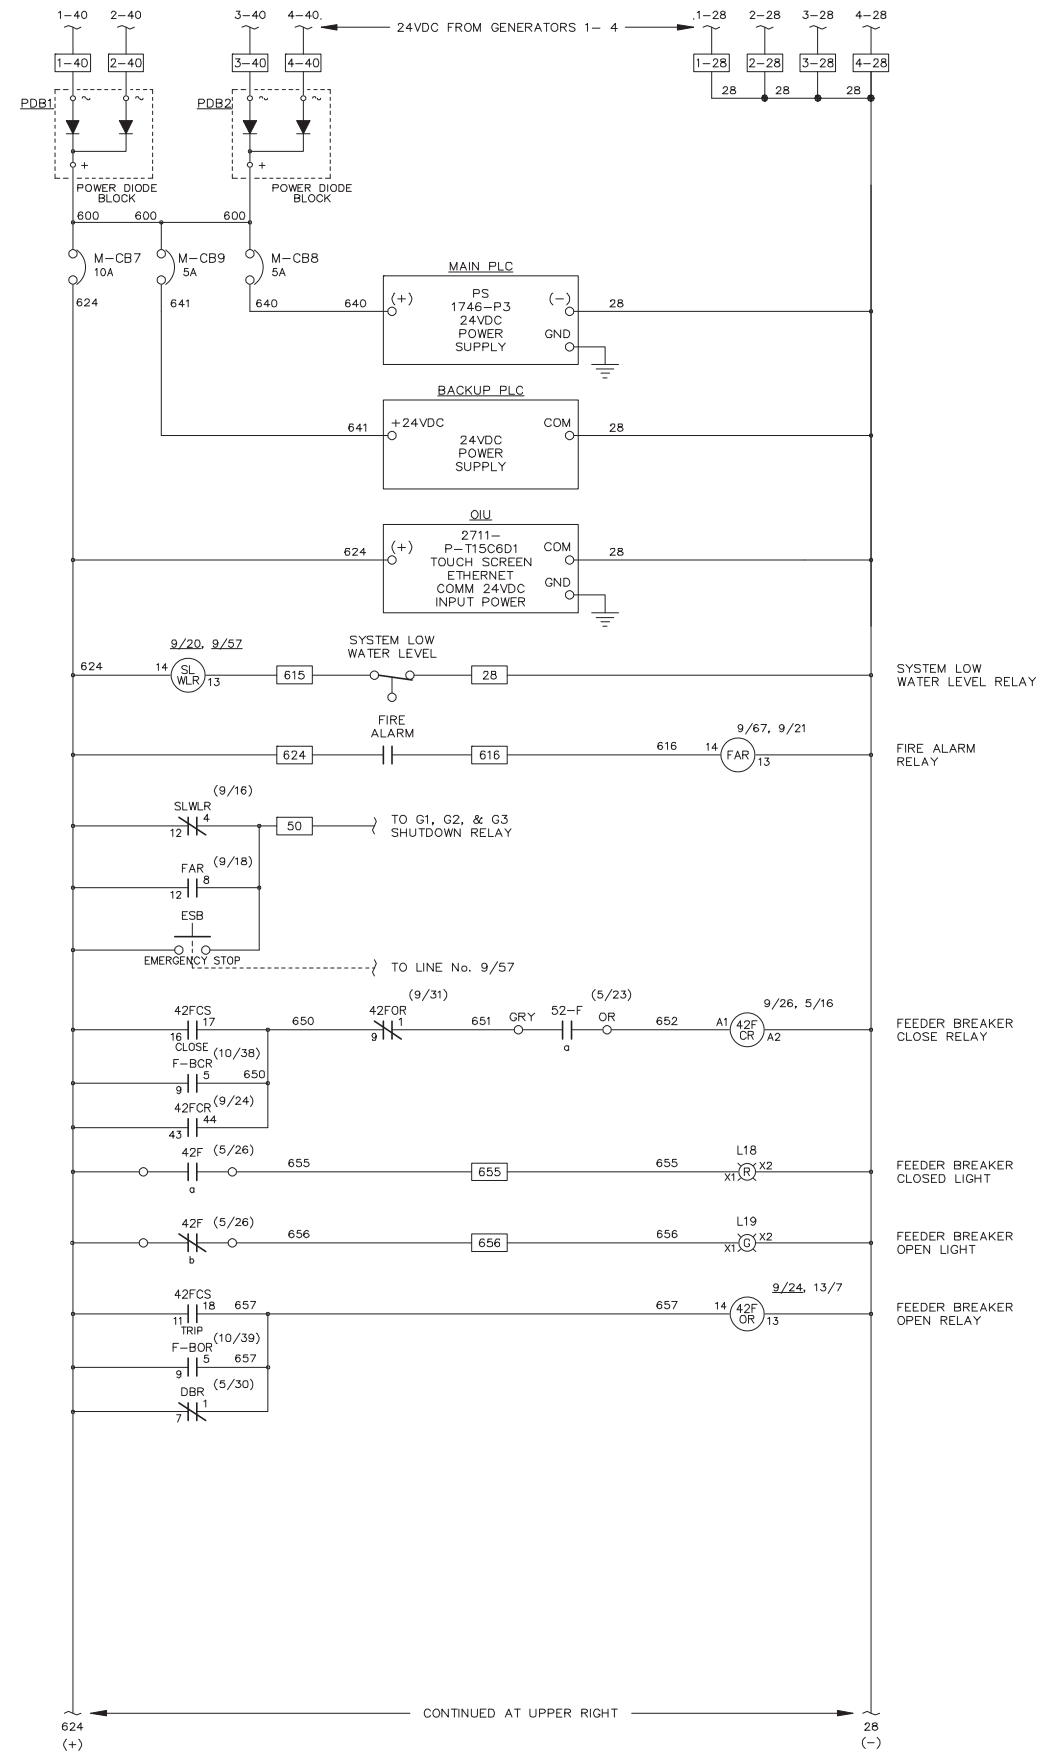 1-40 2-40 3-40 4-40. 24VDC FROM GENERATORS 1- 4 .1-28 2-28 3-28 4-28
1-40 2-40 3-40 4-40 1-28 2-28 3-28 4-28
28 28 28
PDB1 ~ ~ PDB2 ~ ~
+ +
POWER DIODE
BLOCK
POWER DIODE
BLOCK
600 600 600
M-CB7
10A
M-CB9
5A
M-CB8
5A
624 641 640 640
MAIN PLC
(+) PS (-) 28
1746-P3
24VDC
POWER
SUPPLY
GND
BACKUP PLC
641 +24VDC COM 28
24VDC
POWER
SUPPLY
OIU
624 (+) 2711-
P-T15C6D1
TOUCH SCREEN
ETHERNET
COMM 24VDC
INPUT POWER
COM 28
GND
9/20, 9/57
SYSTEM LOW
WATER LEVEL
624 14 SL
WLR 13 615 28
SYSTEM LOW
WATER LEVEL RELAY
FIRE
ALARM
9/67, 9/21
624 616 616 14 FAR 13
FIRE ALARM
RELAY
(9/16)
SLWLR
12 4 50
TO G1, G2, & G3
SHUTDOWN RELAY
FAR (9/18)
12 8
ESB
EMERGENCY STOP
TO LINE No. 9/57
42FCS
16 17
CLOSE
650
42FOR (9/31)
9 1
651 GRY
52-F (5/23)
a
OR 652
9/26, 5/16
A1 42F
CR A2
FEEDER BREAKER
CLOSE RELAY
F-BCR (10/38)
9 5 650
42FCR (9/24)
43 44
42F (5/26)
a
655 655 655
L18
X1 R X2
FEEDER BREAKER
CLOSED LIGHT
42F (5/26)
b
656 656 656
L19
X1 G X2
FEEDER BREAKER
OPEN LIGHT
42FCS
11 18 657
TRIP
657
9/24, 13/7
14 42F
OR 13
FEEDER BREAKER
OPEN RELAY
F-BOR (10/39)
9 5 657
DBR (5/30)
7 1
CONTINUED AT UPPER RIGHT
624
(+)
28
(-)